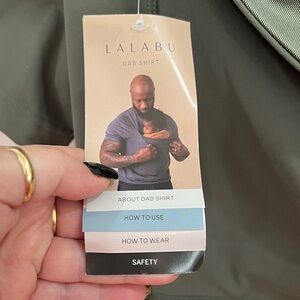 LALABU
DAD SHIRT
ABOUT DAD SHIRT
HOW TO USE
HOW TO WEAR
SAFETY